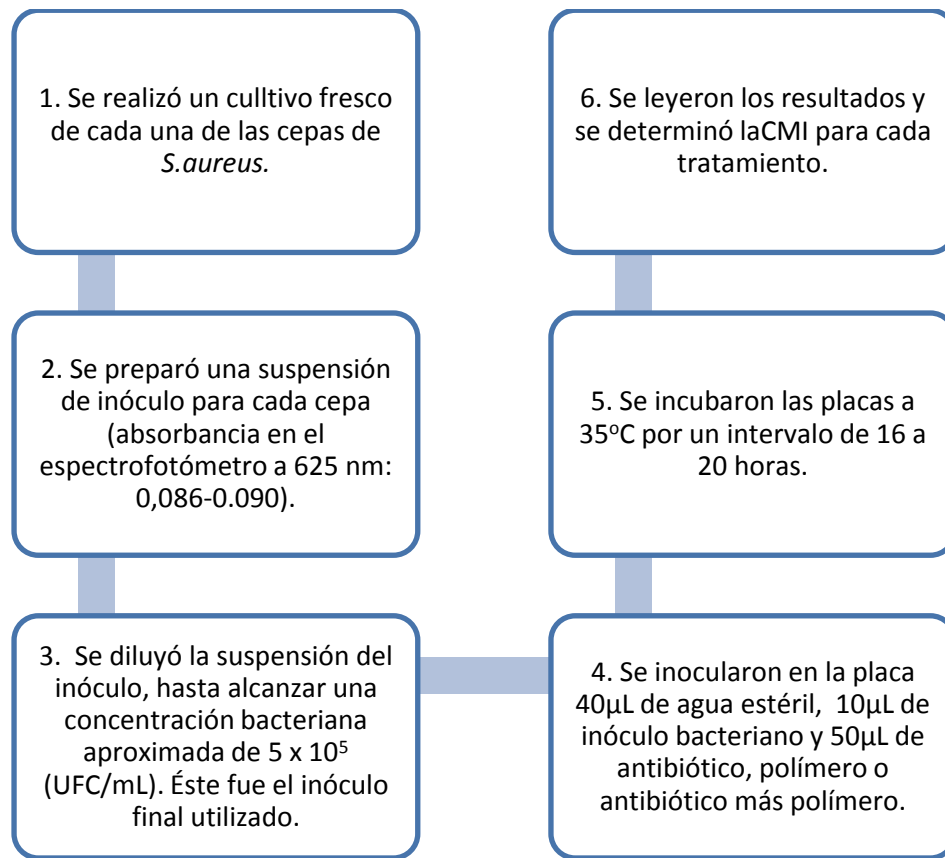 1. Se realizó un culltivo fresco
de cada una de las cepas de
S.aureus.
2. Se preparó una suspensión
de inóculo para cada cepa
(absorbancia en el
espectrofotómetro a 625 nm:
0,086-0.090).
3. Se diluyó la suspensión del
inóculo, hasta alcanzar una
concentración bacteriana
aproximada de 5 x 10⁵
(UFC/mL). Éste fue el inóculo
final utilizado.
4. Se inocularon en la placa
40µL de agua estéril, 10µL de
inóculo bacteriano y 50µL de
antibiótico, polímero o
antibiótico más polímero.
5. Se incubaron las placas a
35°C por un intervalo de 16 a
20 horas.
6. Se leyeron los resultados y
se determinó laCMI para cada
tratamiento.